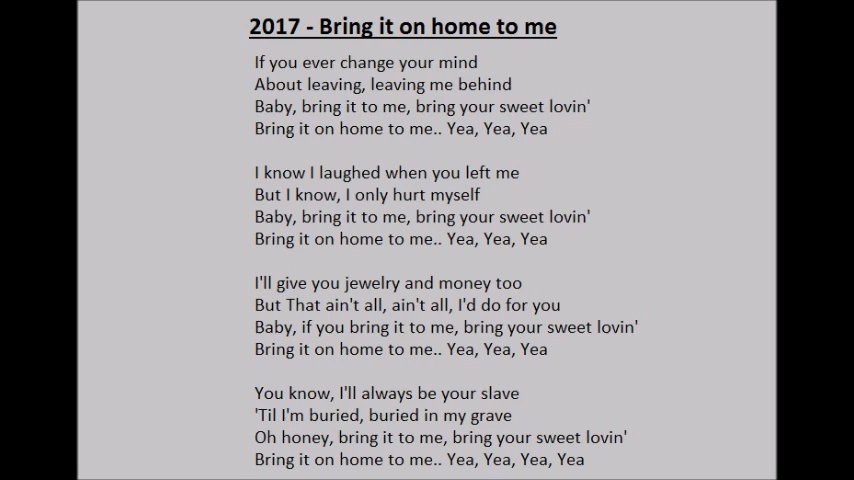 2017 - Bring it on home to me
If you ever change your mind
About leaving, leaving me behind
Baby, bring it to me, bring your sweet lovin'
Bring it on home to me.. Yea, Yea, Yea
I know I laughed when you left me
But I know, I only hurt myself
Baby, bring it to me, bring your sweet lovin'
Bring it on home to me.. Yea, Yea, Yea
I'll give you jewelry and money too
But That ain't all, ain't all, I'd do for you
Baby, if you bring it to me, bring your sweet lovin'
Bring it on home to me.. Yea, Yea, Yea
You know, I'll always be your slave
'Til I'm buried, buried in my grave
Oh honey, bring it to me, bring your sweet lovin'
Bring it on home to me.. Yea, Yea, Yea, Yea